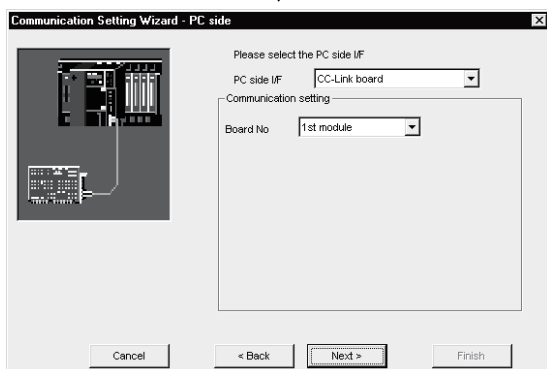 Communication Setting Wizard - PC side
Please select the PC side I/F
PC side I/F CC-Link board
Communication setting
Board No 1st module
Cancel < Back Next > Finish